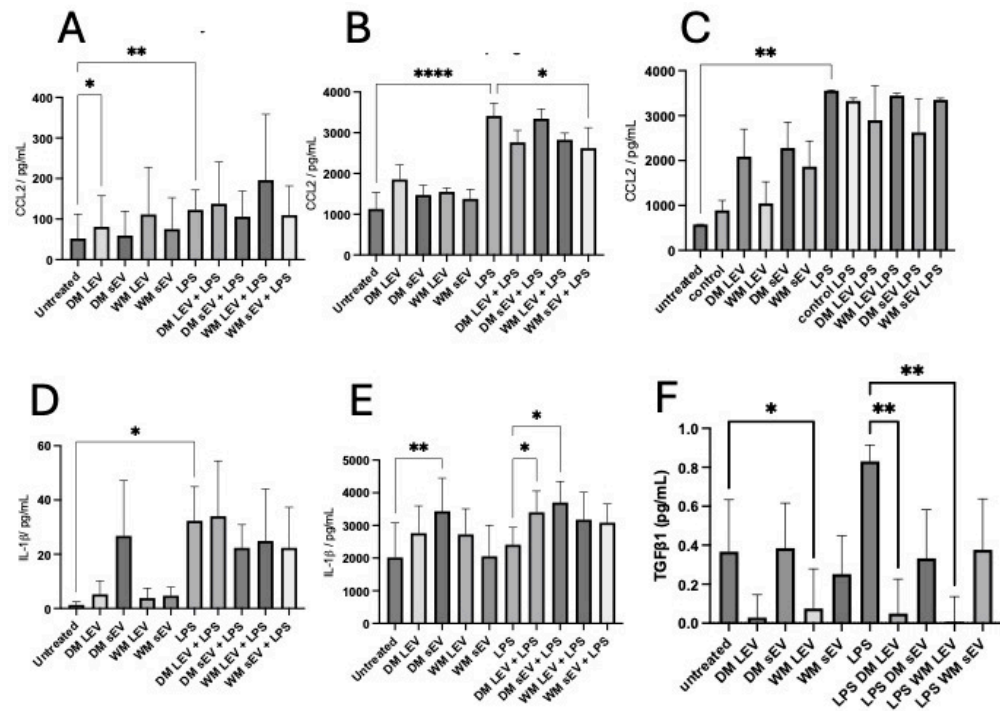 A
B
C
**
*
400
300
200
100
0
CCL2 / pg/mL
Untreated
DM LEV
DM sEV
WM LEV
WM sEV
LPS
DM LEV + LPS
DM sEV + LPS
WM LEV + LPS
WM sEV + LPS
****
*
4000
3000
2000
1000
0
CCL2 / pg/mL
Untreated
DM LEV
DM sEV
WM LEV
WM sEV
LPS
DM LEV + LPS
DM sEV + LPS
WM LEV + LPS
WM sEV + LPS
**
4000
3000
2000
1000
0
CCL2 / pg/mL
untreated
control
DM LEV
WM LEV
DM sEV
WM sEV
LPS
control LPS
DM LEV LPS
WM LEV LPS
DM sEV LPS
WM sEV LPS
D
E
F
*
60
40
20
0
IL-1β/ pg/mL
Untreated
DM LEV
DM sEV
WM LEV
WM sEV
LPS
DM LEV + LPS
DM sEV + LPS
WM LEV + LPS
WM sEV + LPS
**
*
*
5000
4000
3000
2000
1000
0
IL-1β / pg/mL
Untreated
DM LEV
DM sEV
WM LEV
WM sEV
LPS
DM LEV + LPS
DM sEV + LPS
WM LEV + LPS
WM sEV + LPS
**
*
**
1.0
0.8
0.6
0.4
0.2
0.0
TGFβ1 (pg/mL)
untreated
DM LEV
DM sEV
WM LEV
WM sEV
LPS
LPS DM LEV
LPS DM sEV
LPS WM LEV
LPS WM sEV